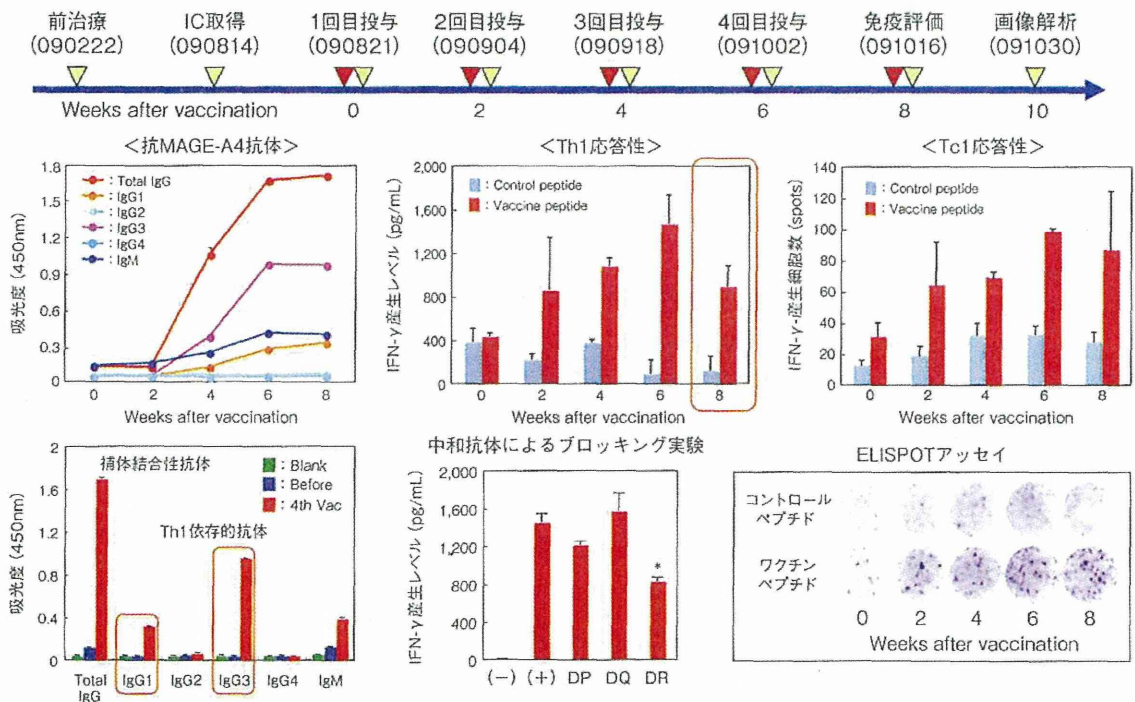 前治療 IC取得 1回目投与 2回目投与 3回目投与 4回目投与 免疫評価 画像解析
(090222) (090814) (090821) (090904) (090918) (091002) (091016) (091030)
Weeks after vaccination 0 2 4 6 8 10
<抗MAGE-A4抗体>
吸光度 (450nm)
1.8
1.5
1.2
0.9
0.6
0.3
0
: Total IgG
: IgG1
: IgG2
: IgG3
: IgG4
: IgM
0 2 4 6 8
Weeks after vaccination
<Th1応答性>
IFN-γ産生レベル (pg/mL)
2,000
1,600
1,200
800
400
0
: Control peptide
: Vaccine peptide
0 2 4 6 8
Weeks after vaccination
<Tc1応答性>
IFN-γ-産生細胞数 (spots)
140
120
100
80
60
40
20
0
: Control peptide
: Vaccine peptide
0 2 4 6 8
Weeks after vaccination
吸光度 (450nm)
2
1.6
1.2
0.8
0.4
0
補体結合性抗体
Th1依存的抗体
: Blank
: Before
: 4th Vac
Total IgG1 IgG2 IgG3 IgG4 IgM
IgG
中和抗体によるブロッキング実験
IFN-γ産生レベル (pg/mL)
2,000
1,600
1,200
800
400
0
*
(−) (+) DP DQ DR
ELISPOTアッセイ
コントロール
ペプチド
ワクチン
ペプチド
0 2 4 6 8
Weeks after vaccination